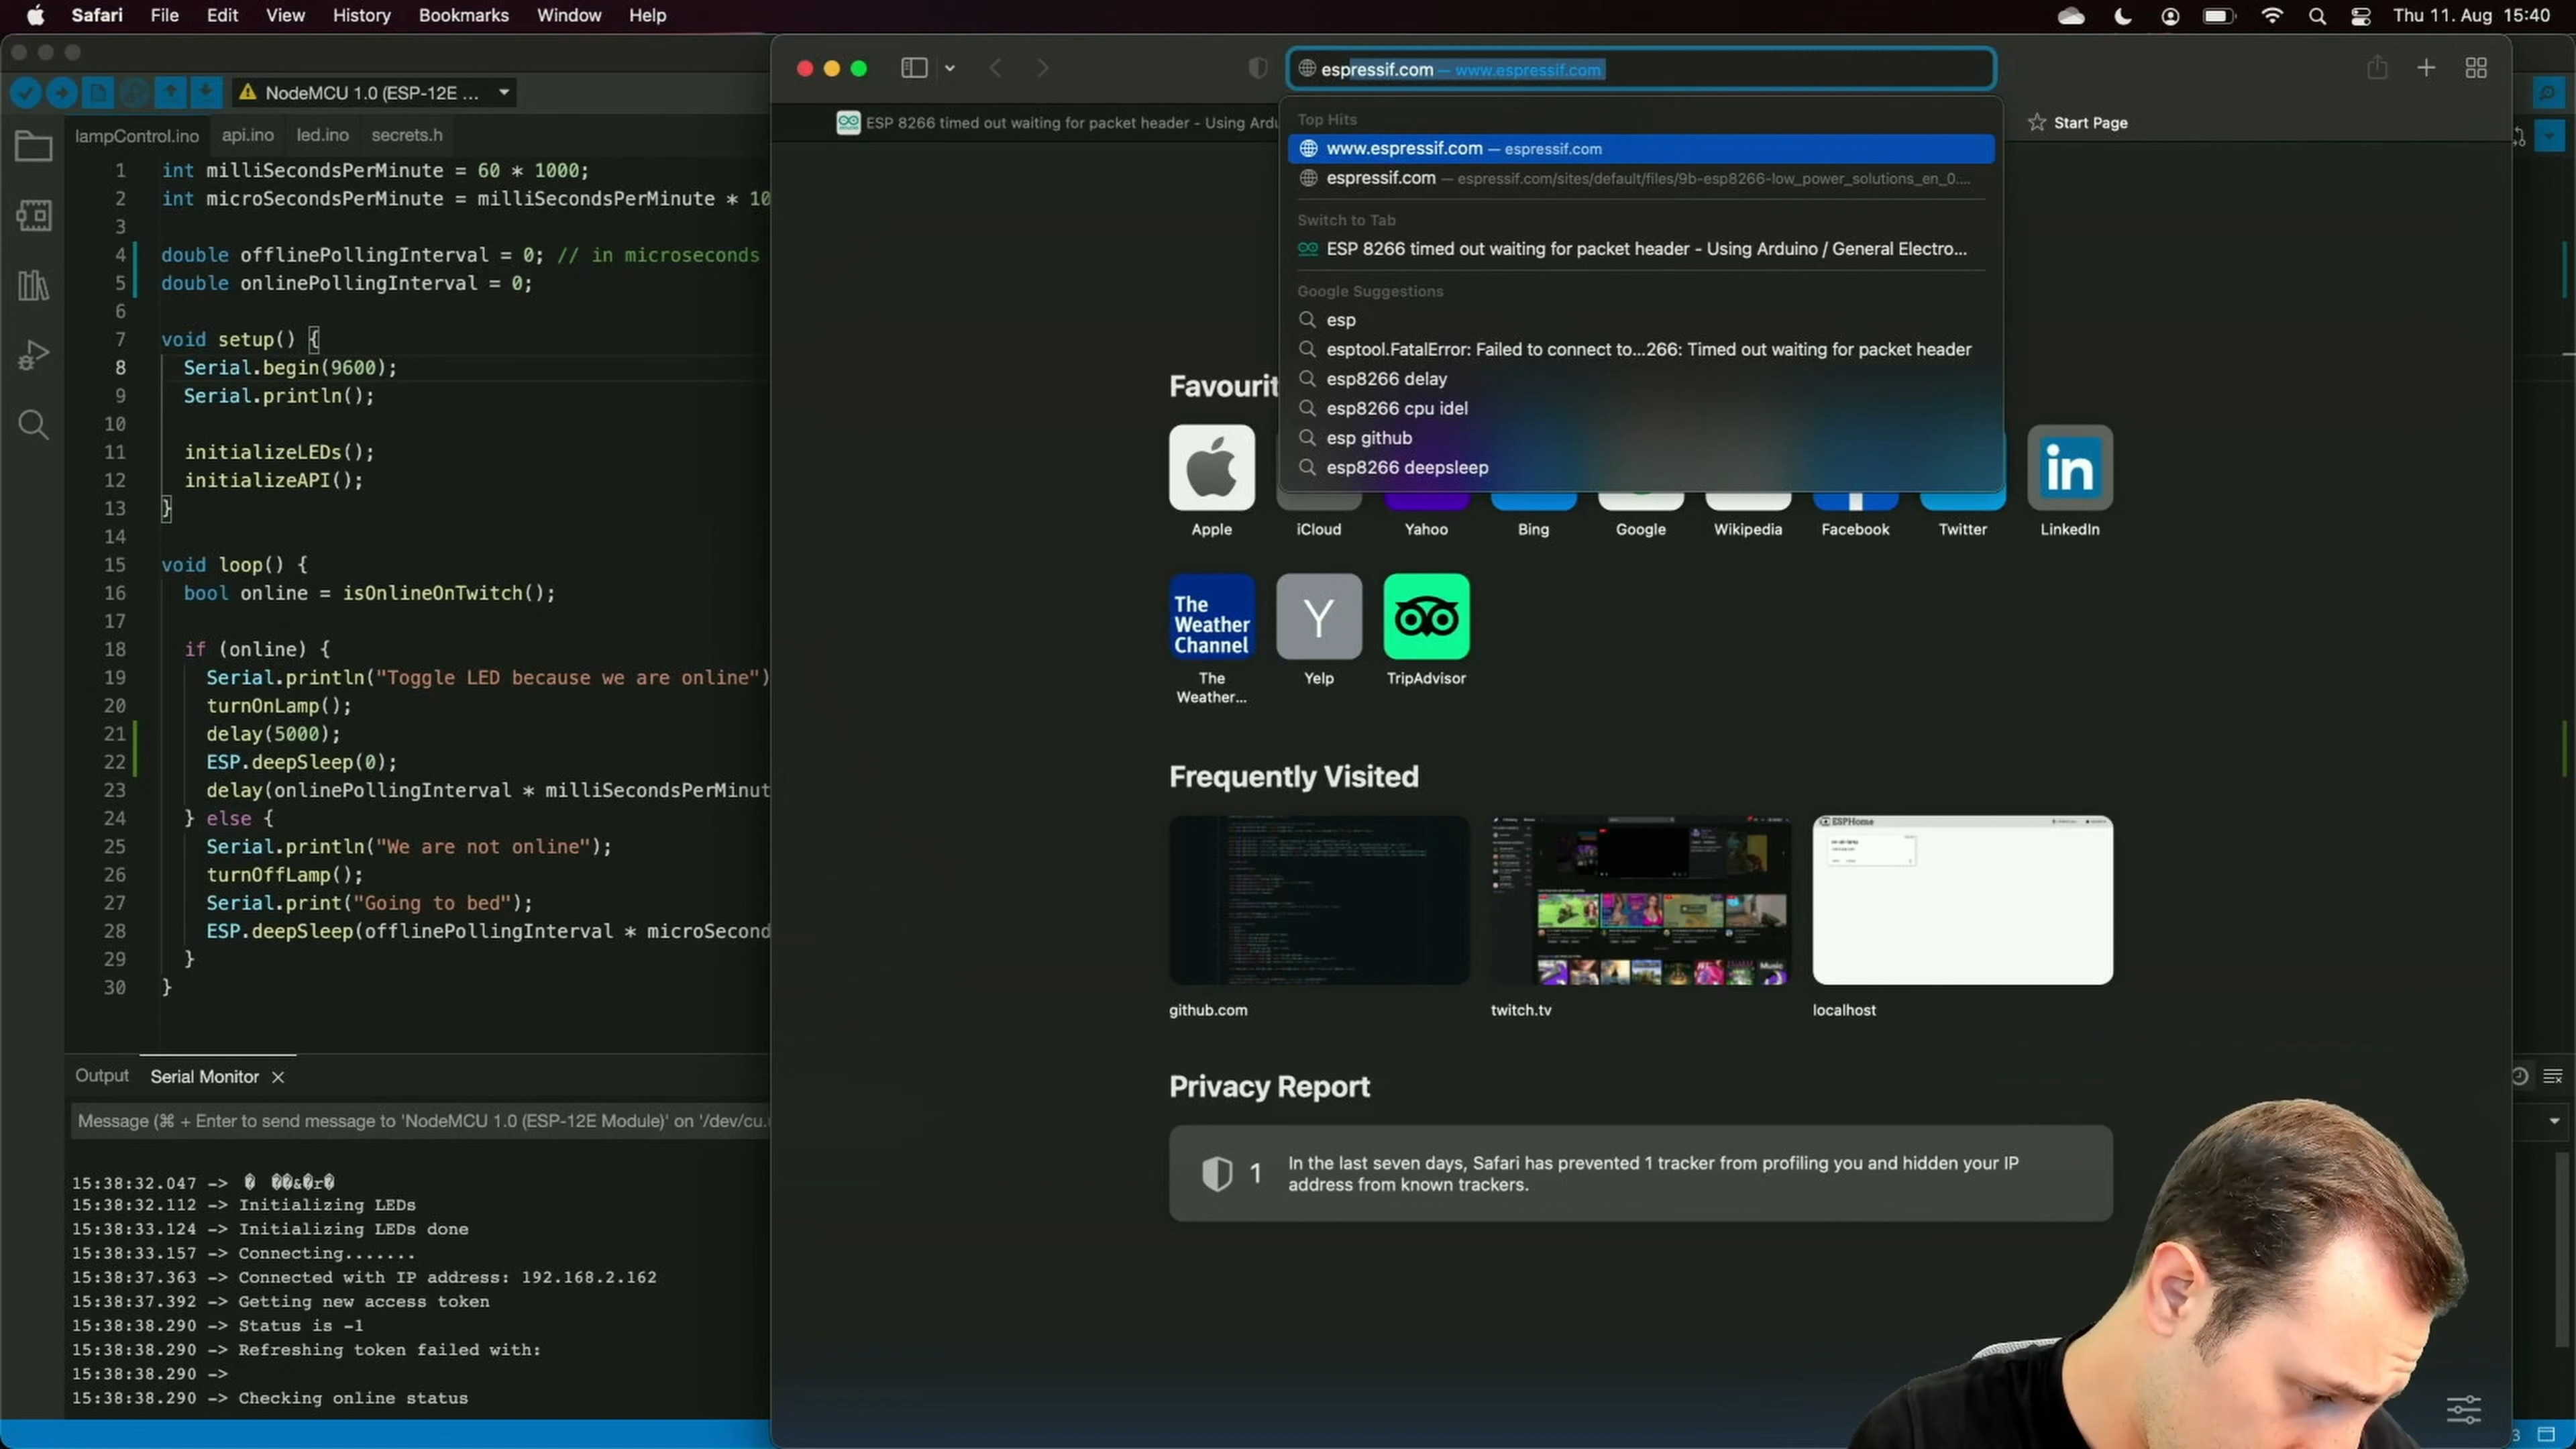 Safari File Edit View History Bookmarks Window Help
Thu 11. Aug 15:40
NodeMCU 1.0 (ESP-12E ...
lampControl.ino api.ino led.ino secrets.h
1 int milliSecondsPerMinute = 60 * 1000;
2 int microSecondsPerMinute = milliSecondsPerMinute * 10
3
4 double offlinePollingInterval = 0; // in microseconds
5 double onlinePollingInterval = 0;
6
7 void setup() {
8 Serial.begin(9600);
9 Serial.println();
10
11 initializeLEDs();
12 initializeAPI();
13 }
14
15 void loop() {
16 bool online = isOnlineOnTwitch();
17
18 if (online) {
19 Serial.println("Toggle LED because we are online")
20 turnOnLamp();
21 delay(5000);
22 ESP.deepSleep(0);
23 delay(onlinePollingInterval * milliSecondsPerMinut
24 } else {
25 Serial.println("We are not online");
26 turnOffLamp();
27 Serial.print("Going to bed");
28 ESP.deepSleep(offlinePollingInterval * microSecond
29 }
30 }
Output Serial Monitor
Message (⌘ + Enter to send message to 'NodeMCU 1.0 (ESP-12E Module)' on '/dev/cu.
15:38:32.047 -> � ��&�r�
15:38:32.112 -> Initializing LEDs
15:38:33.124 -> Initializing LEDs done
15:38:33.157 -> Connecting.......
15:38:37.363 -> Connected with IP address: 192.168.2.162
15:38:37.392 -> Getting new access token
15:38:38.290 -> Status is -1
15:38:38.290 -> Refreshing token failed with:
15:38:38.290 ->
15:38:38.290 -> Checking online status
espressif.com — www.espressif.com
ESP 8266 timed out waiting for packet header - Using Ardu
Start Page
Top Hits
www.espressif.com — espressif.com
espressif.com — espressif.com/sites/default/files/9b-esp8266-low_power_solutions_en_0....
Switch to Tab
ESP 8266 timed out waiting for packet header - Using Arduino / General Electro...
Google Suggestions
esp
esptool.FatalError: Failed to connect to...266: Timed out waiting for packet header
esp8266 delay
esp8266 cpu idel
esp github
esp8266 deepsleep
Favourit
in
Apple iCloud Yahoo Bing Google Wikipedia Facebook Twitter LinkedIn
The Weather Channel
Y
The Weather... Yelp TripAdvisor
Frequently Visited
ESPHome
github.com twitch.tv localhost
Privacy Report
1 In the last seven days, Safari has prevented 1 tracker from profiling you and hidden your IP
address from known trackers.